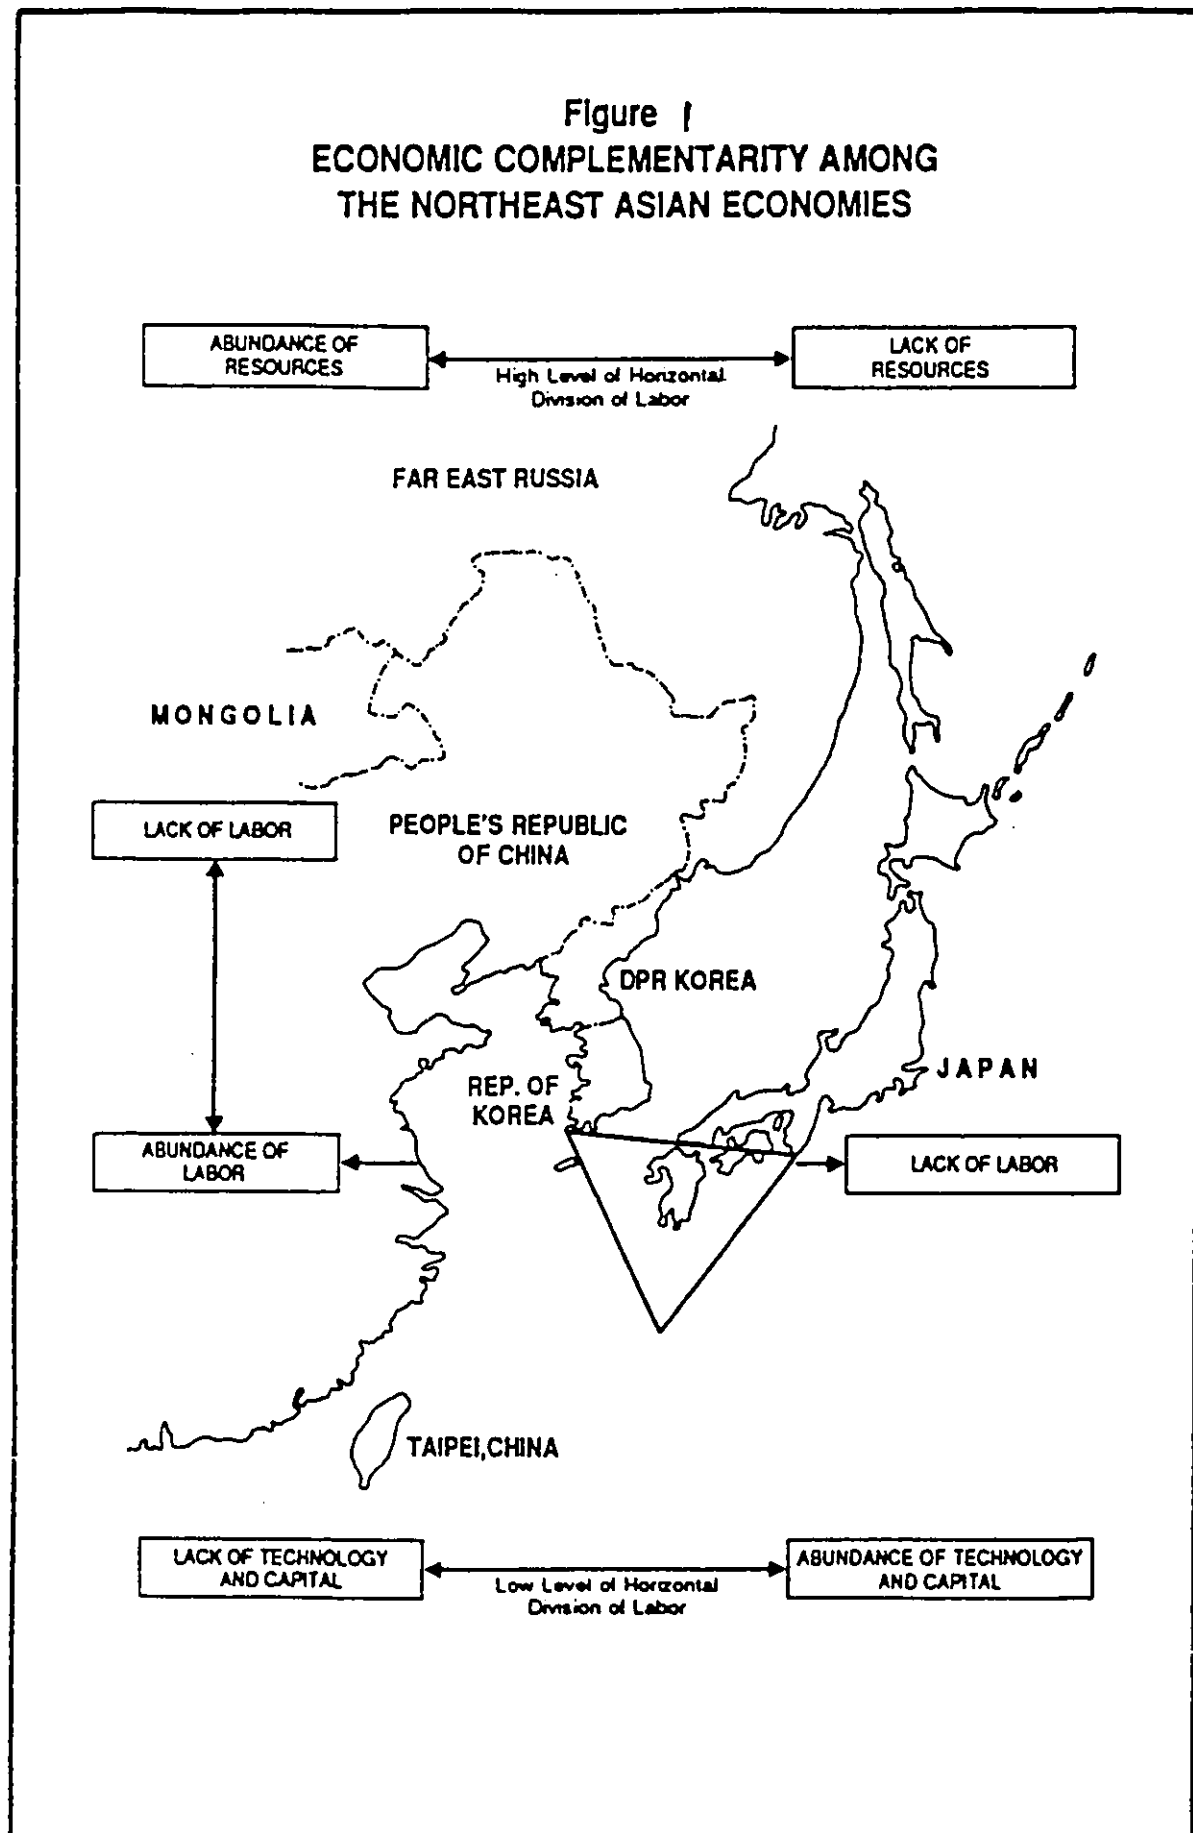 Figure 1
ECONOMIC COMPLEMENTARITY AMONG
THE NORTHEAST ASIAN ECONOMIES
ABUNDANCE OF
RESOURCES
High Level of Horizontal
Division of Labor
LACK OF
RESOURCES
FAR EAST RUSSIA
MONGOLIA
LACK OF LABOR
PEOPLE'S REPUBLIC
OF CHINA
DPR KOREA
JAPAN
REP. OF
KOREA
ABUNDANCE OF
LABOR
LACK OF LABOR
TAIPEI,CHINA
LACK OF TECHNOLOGY
AND CAPITAL
Low Level of Horizontal
Division of Labor
ABUNDANCE OF TECHNOLOGY
AND CAPITAL